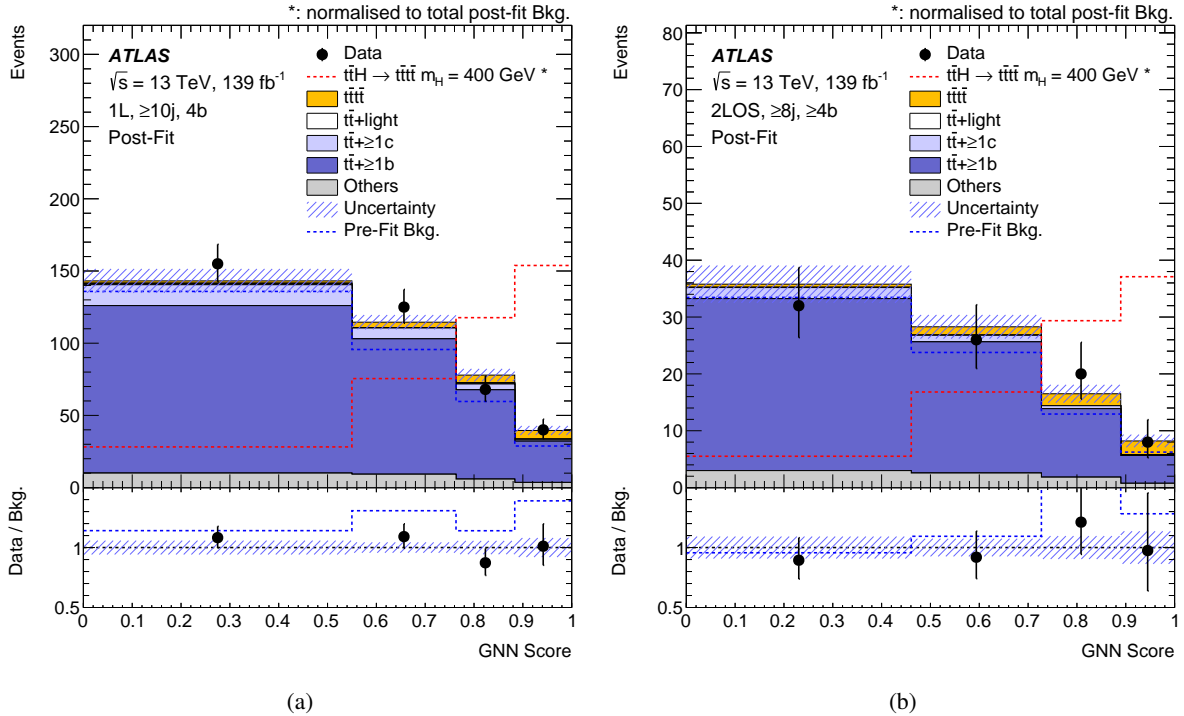 *: normalised to total post-fit Bkg.
Events
300
250
200
150
100
50
0
ATLAS
√s = 13 TeV, 139 fb⁻¹
1L, ≥10j, 4b
Post-Fit
Data
tt̄H → tt̄tt̄ m_H = 400 GeV *
tt̄tt̄
tt̄+light
tt̄+≥1c
tt̄+≥1b
Others
Uncertainty
Pre-Fit Bkg.
Data / Bkg.
1
0.5
0 0.1 0.2 0.3 0.4 0.5 0.6 0.7 0.8 0.9 1
GNN Score
(a)
*: normalised to total post-fit Bkg.
Events
80
70
60
50
40
30
20
10
0
ATLAS
√s = 13 TeV, 139 fb⁻¹
2LOS, ≥8j, ≥4b
Post-Fit
Data
tt̄H → tt̄tt̄ m_H = 400 GeV *
tt̄tt̄
tt̄+light
tt̄+≥1c
tt̄+≥1b
Others
Uncertainty
Pre-Fit Bkg.
Data / Bkg.
1
0.5
0 0.1 0.2 0.3 0.4 0.5 0.6 0.7 0.8 0.9 1
GNN Score
(b)